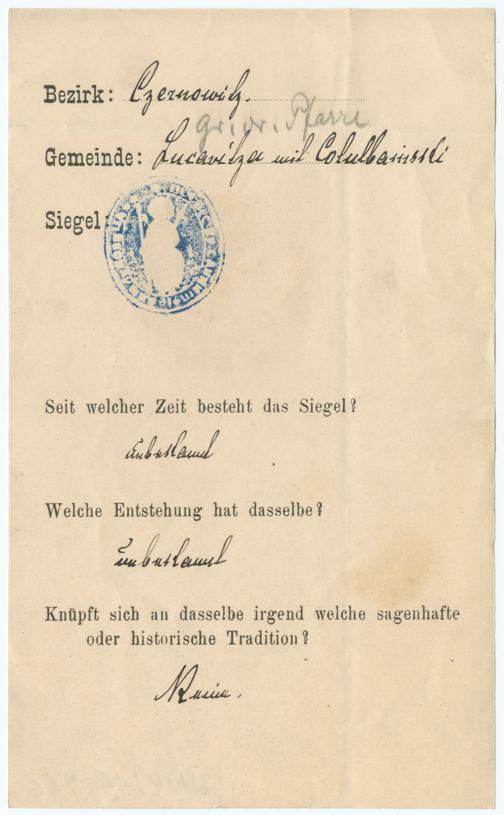 Bezirk: Czernowitz.
gr. or. Pfarre
Gemeinde: Lucavitza mit Cotulbainski
Siegel:
Seit welcher Zeit besteht das Siegel?
unbekannt
Welche Entstehung hat dasselbe?
unbekannt
Knüpft sich an dasselbe irgend welche sagenhafte
oder historische Tradition?
Keine.